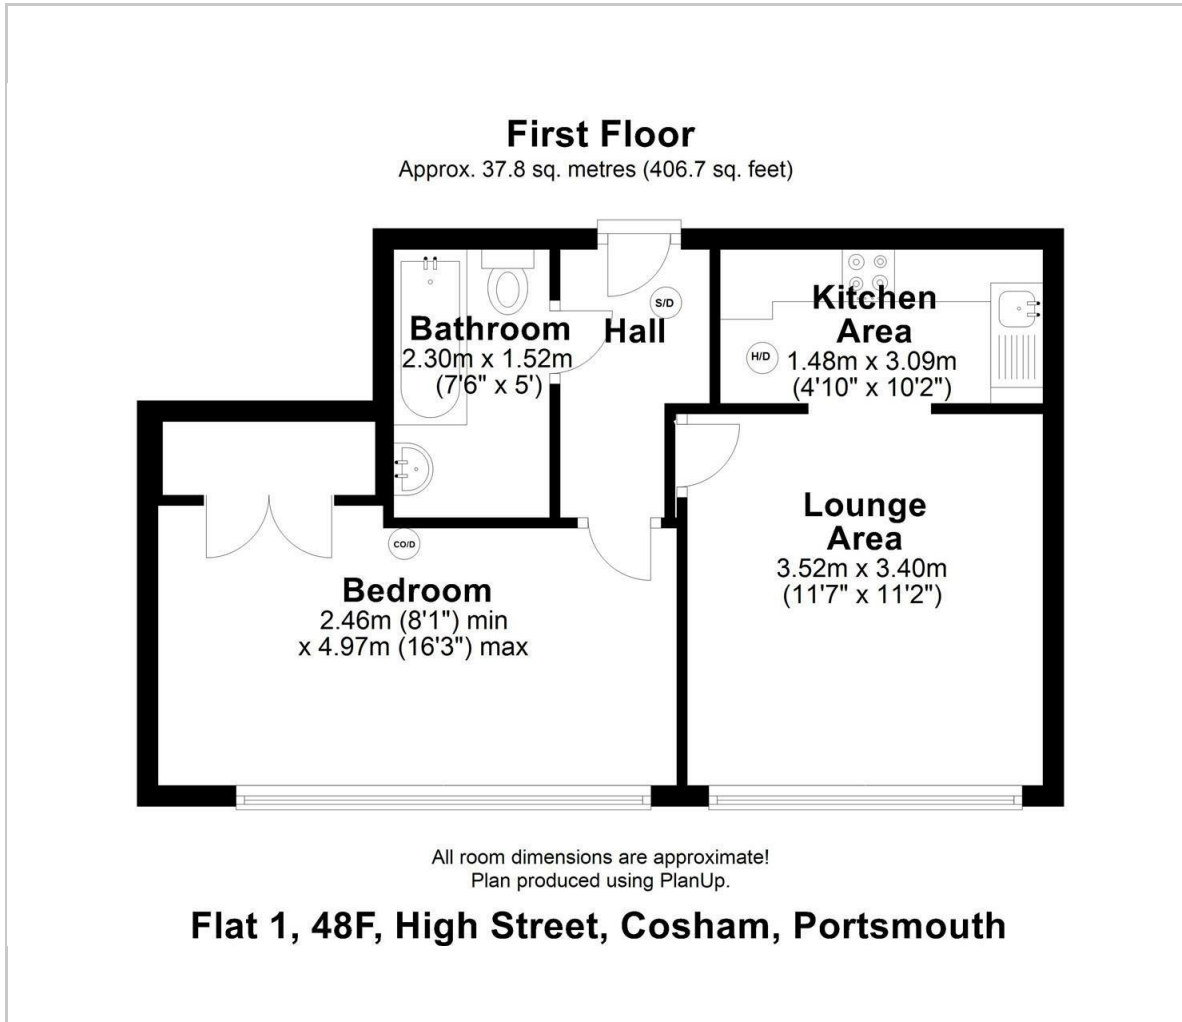 First Floor
Approx. 37.8 sq. metres (406.7 sq. feet)
S/D
Kitchen
Area
1.48m x 3.09m
(4'10" x 10'2")
H/D
Bathroom
2.30m x 1.52m
(7'6" x 5')
Hall
Lounge
Area
3.52m x 3.40m
(11'7" x 11'2")
CO/D
Bedroom
2.46m (8'1") min
x 4.97m (16'3") max
All room dimensions are approximate!
Plan produced using PlanUp.
Flat 1, 48F, High Street, Cosham, Portsmouth